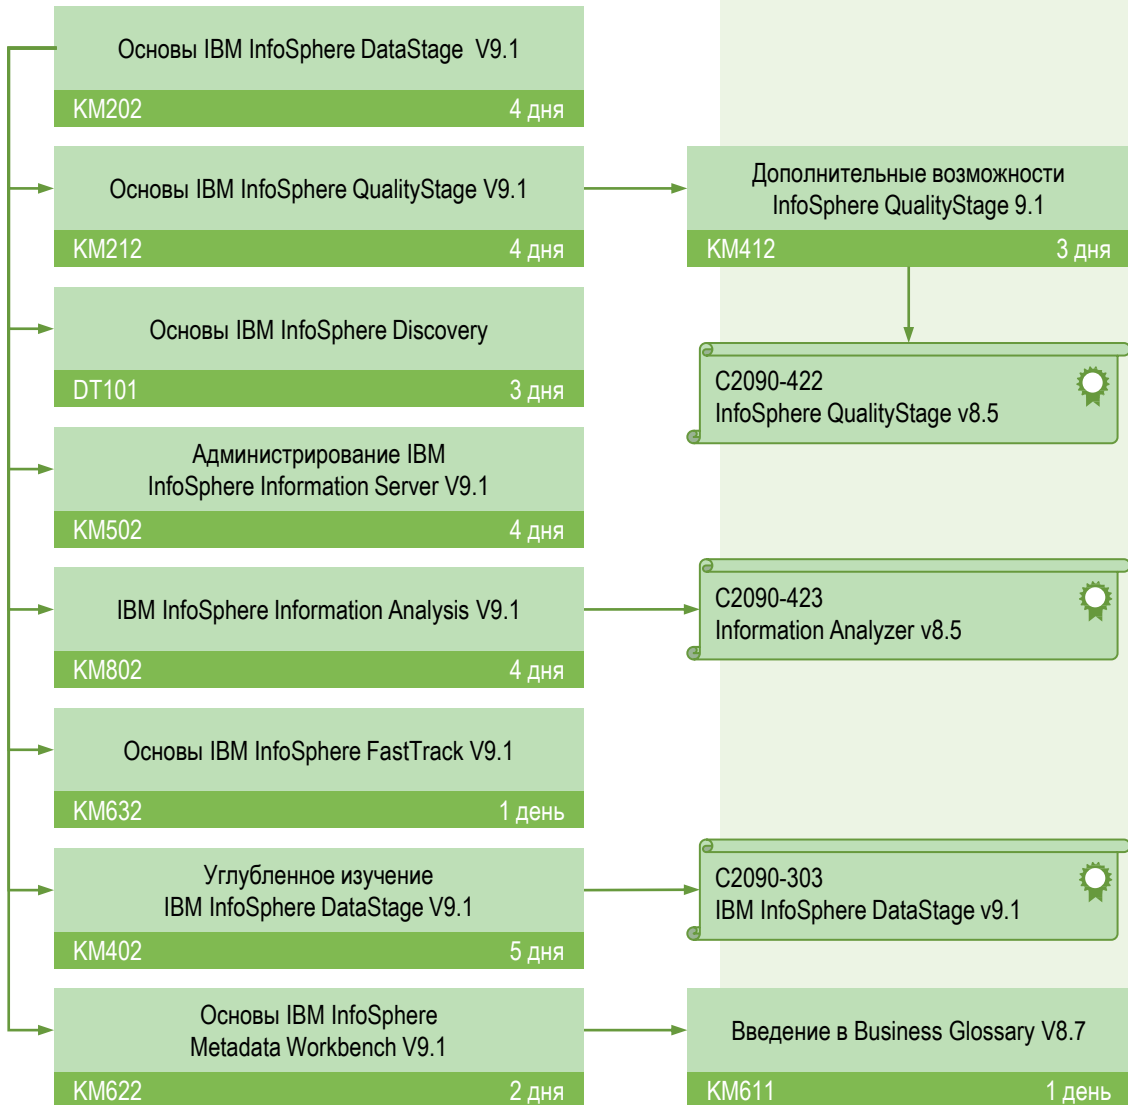 Основы IBM InfoSphere DataStage V9.1
KM202 4 дня
Основы IBM InfoSphere QualityStage V9.1
KM212 4 дня
Дополнительные возможности
InfoSphere QualityStage 9.1
KM412 3 дня
Основы IBM InfoSphere Discovery
DT101 3 дня
C2090-422
InfoSphere QualityStage v8.5
Администрирование IBM
InfoSphere Information Server V9.1
KM502 4 дня
IBM InfoSphere Information Analysis V9.1
KM802 4 дня
C2090-423
Information Analyzer v8.5
Основы IBM InfoSphere FastTrack V9.1
KM632 1 день
Углубленное изучение
IBM InfoSphere DataStage V9.1
KM402 5 дня
C2090-303
IBM InfoSphere DataStage v9.1
Основы IBM InfoSphere
Metadata Workbench V9.1
KM622 2 дня
Введение в Business Glossary V8.7
KM611 1 день